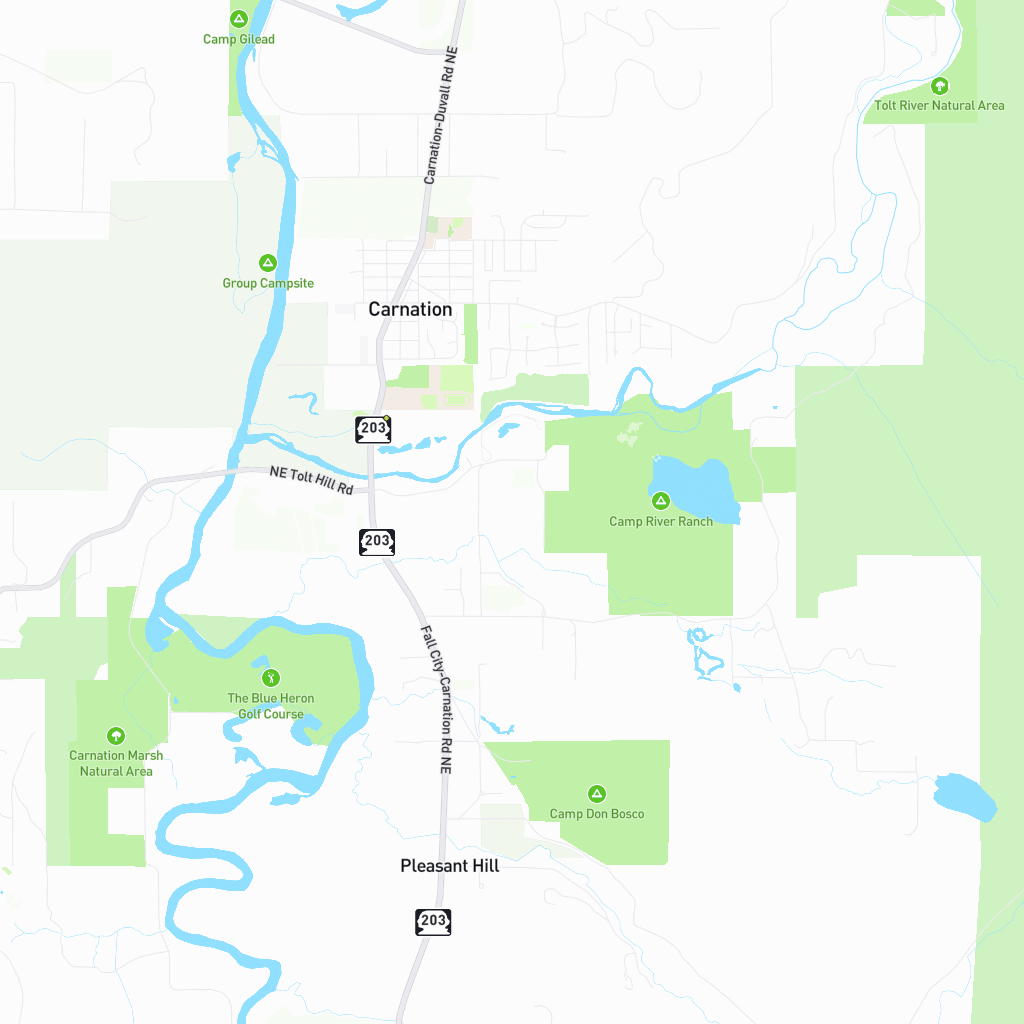 Camp Gilead
Carnation-Duvall Rd NE
Tolt River Natural Area
Group Campsite
Carnation
203
NE Tolt Hill Rd
Camp River Ranch
203
Fall City-Carnation Rd NE
The Blue Heron
Golf Course
Carnation Marsh
Natural Area
Camp Don Bosco
Pleasant Hill
203